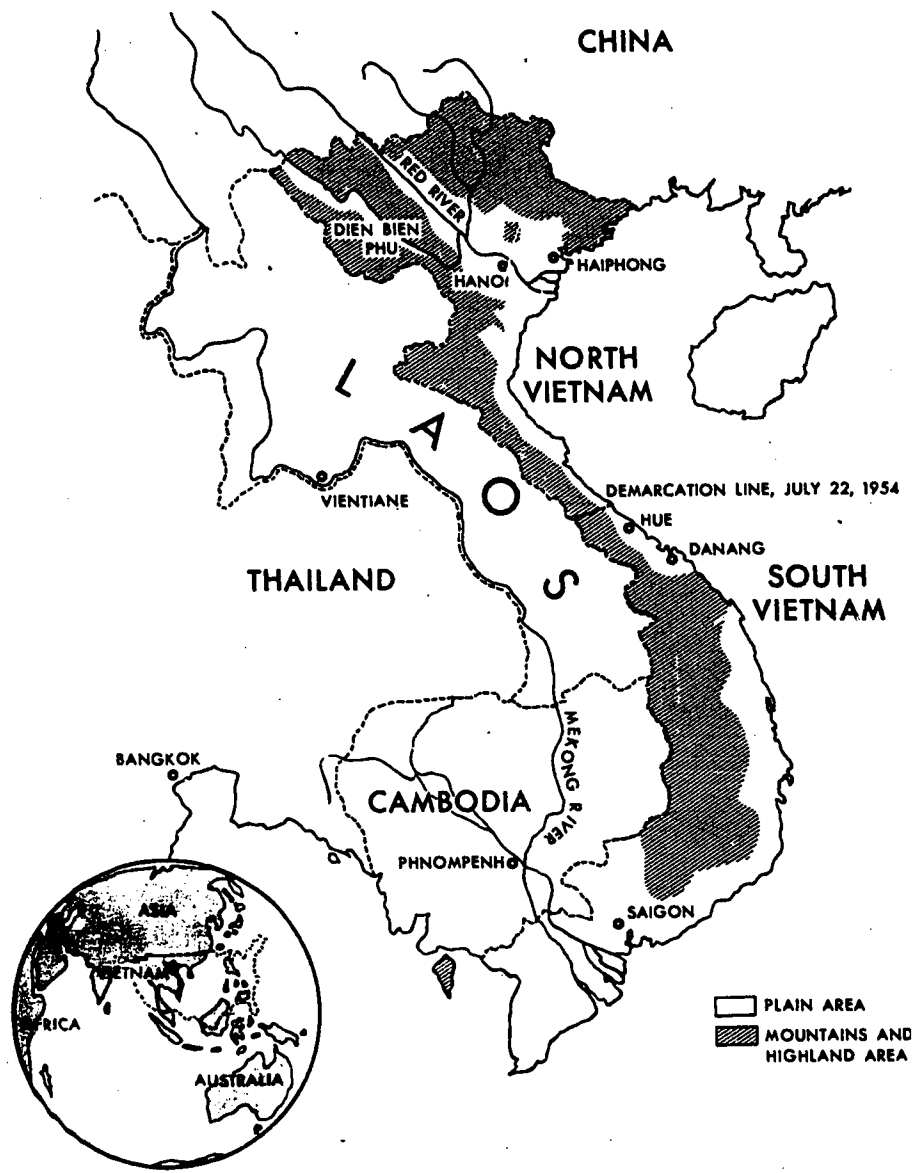 CHINA
RED RIVER
DIEN BIEN
PHU
HANOI
HAIPHONG
NORTH
VIETNAM
LAOS
VIENTIANE
DEMARCATION LINE, JULY 22, 1954
HUE
DANANG
THAILAND
SOUTH
VIETNAM
MEKONG RIVER
BANGKOK
CAMBODIA
PHNOMPENH
SAIGON
ASIA
VIETNAM
AFRICA
AUSTRALIA
PLAIN AREA
MOUNTAINS AND
HIGHLAND AREA